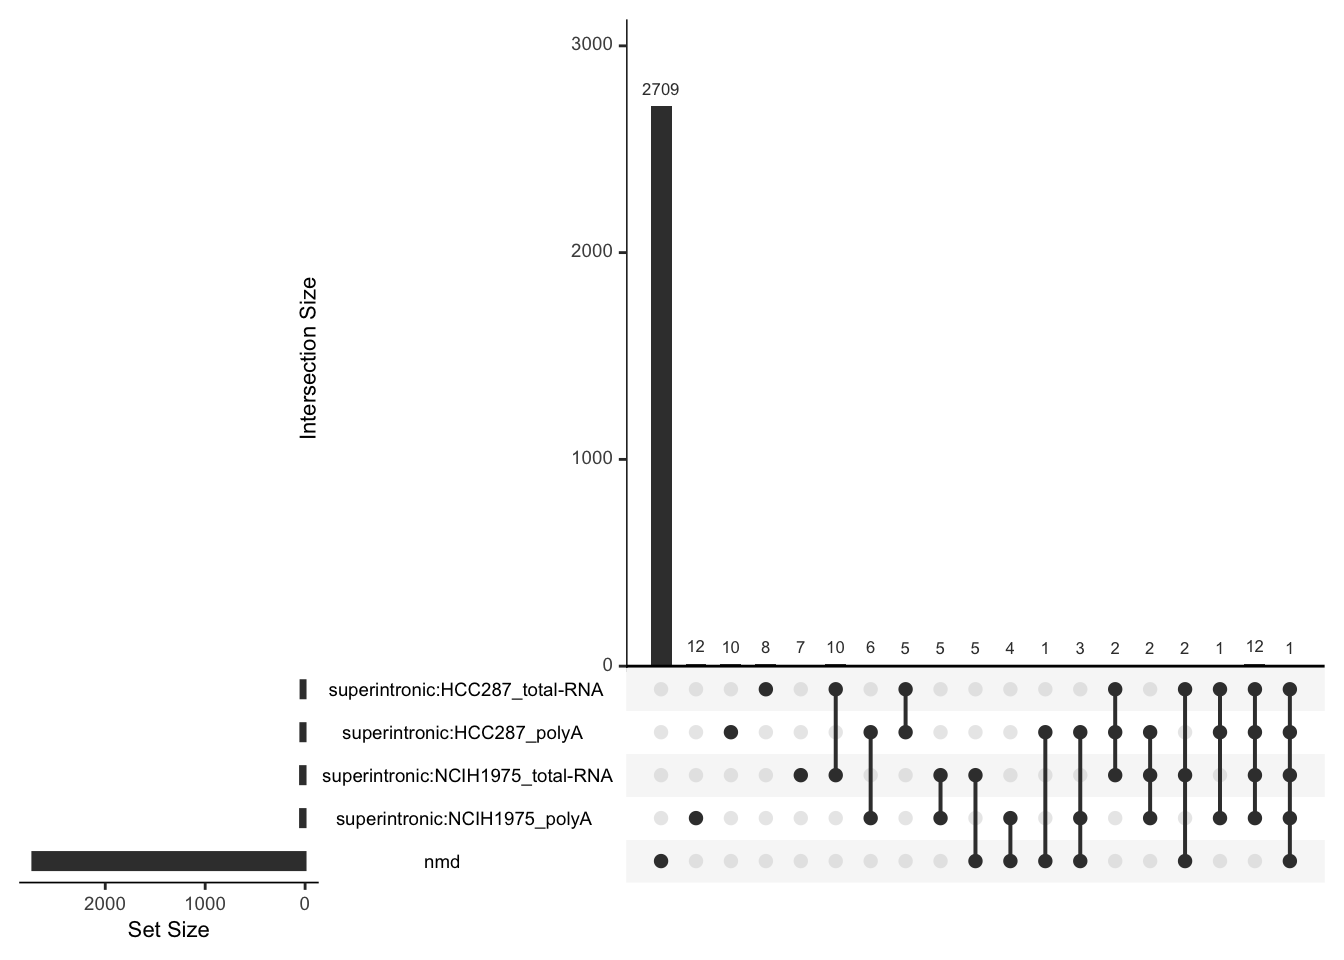 3000
2709
2000
Intersection Size
1000
0
12 10 8 7 10 6 5 5 5 4 1 3 2 2 2 1 12 1
superintronic:HCC287_total-RNA
superintronic:HCC287_polyA
superintronic:NCIH1975_total-RNA
superintronic:NCIH1975_polyA
nmd
2000 1000 0
Set Size